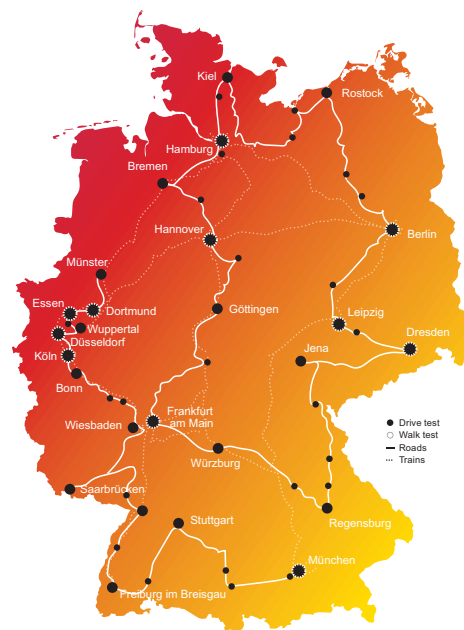 Kiel
Rostock
Hamburg
Bremen
Hannover
Berlin
Münster
Essen
Dortmund
Göttingen
Leipzig
Wuppertal
Düsseldorf
Dresden
Köln
Jena
Bonn
Frankfurt
am Main
Wiesbaden
Drive test
Walk test
Roads
Trains
Würzburg
Saarbrücken
Stuttgart
Regensburg
München
Freiburg im Breisgau